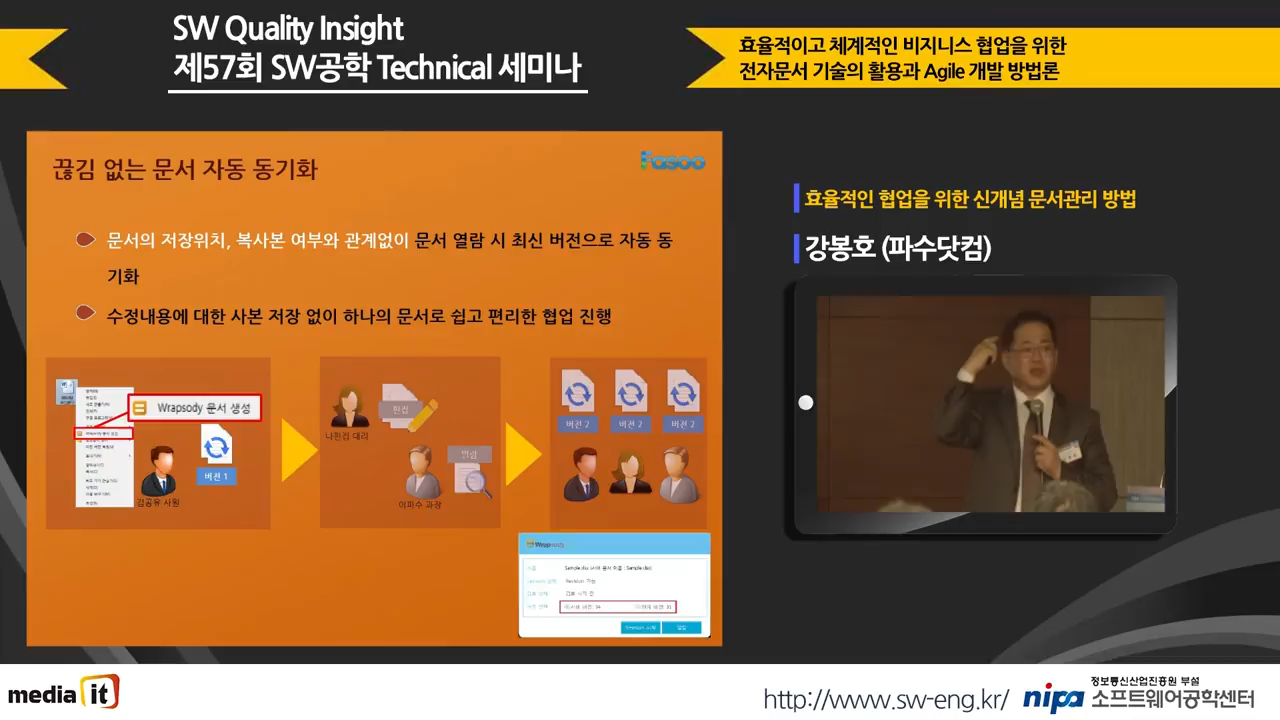 SW Quality Insight
제57회 SW공학 Technical 세미나
효율적이고 체계적인 비지니스 협업을 위한
전자문서 기술의 활용과 Agile 개발 방법론
끊김 없는 문서 자동 동기화
Fasoo
문서의 저장위치, 복사본 여부와 관계없이 문서 열람 시 최신 버전으로 자동 동
기화
수정내용에 대한 사본 저장 없이 하나의 문서로 쉽고 편리한 협업 진행
Wrapsody 문서 생성
버전 1
김공유 사원
편집
나편집 대리
열람
이파수 과장
버전 2
버전 2
버전 2
Wrapsody
효율적인 협업을 위한 신개념 문서관리 방법
강봉호 (파수닷컴)
media it
http://www.sw-eng.kr/
nipa
정보통신산업진흥원 부설
소프트웨어공학센터